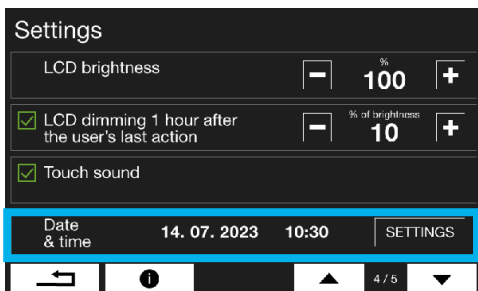 Settings
LCD brightness
%
100
LCD dimming 1 hour after
the user's last action
% of brightness
10
Touch sound
Date
& time
14. 07. 2023 10:30
SETTINGS
4 / 5